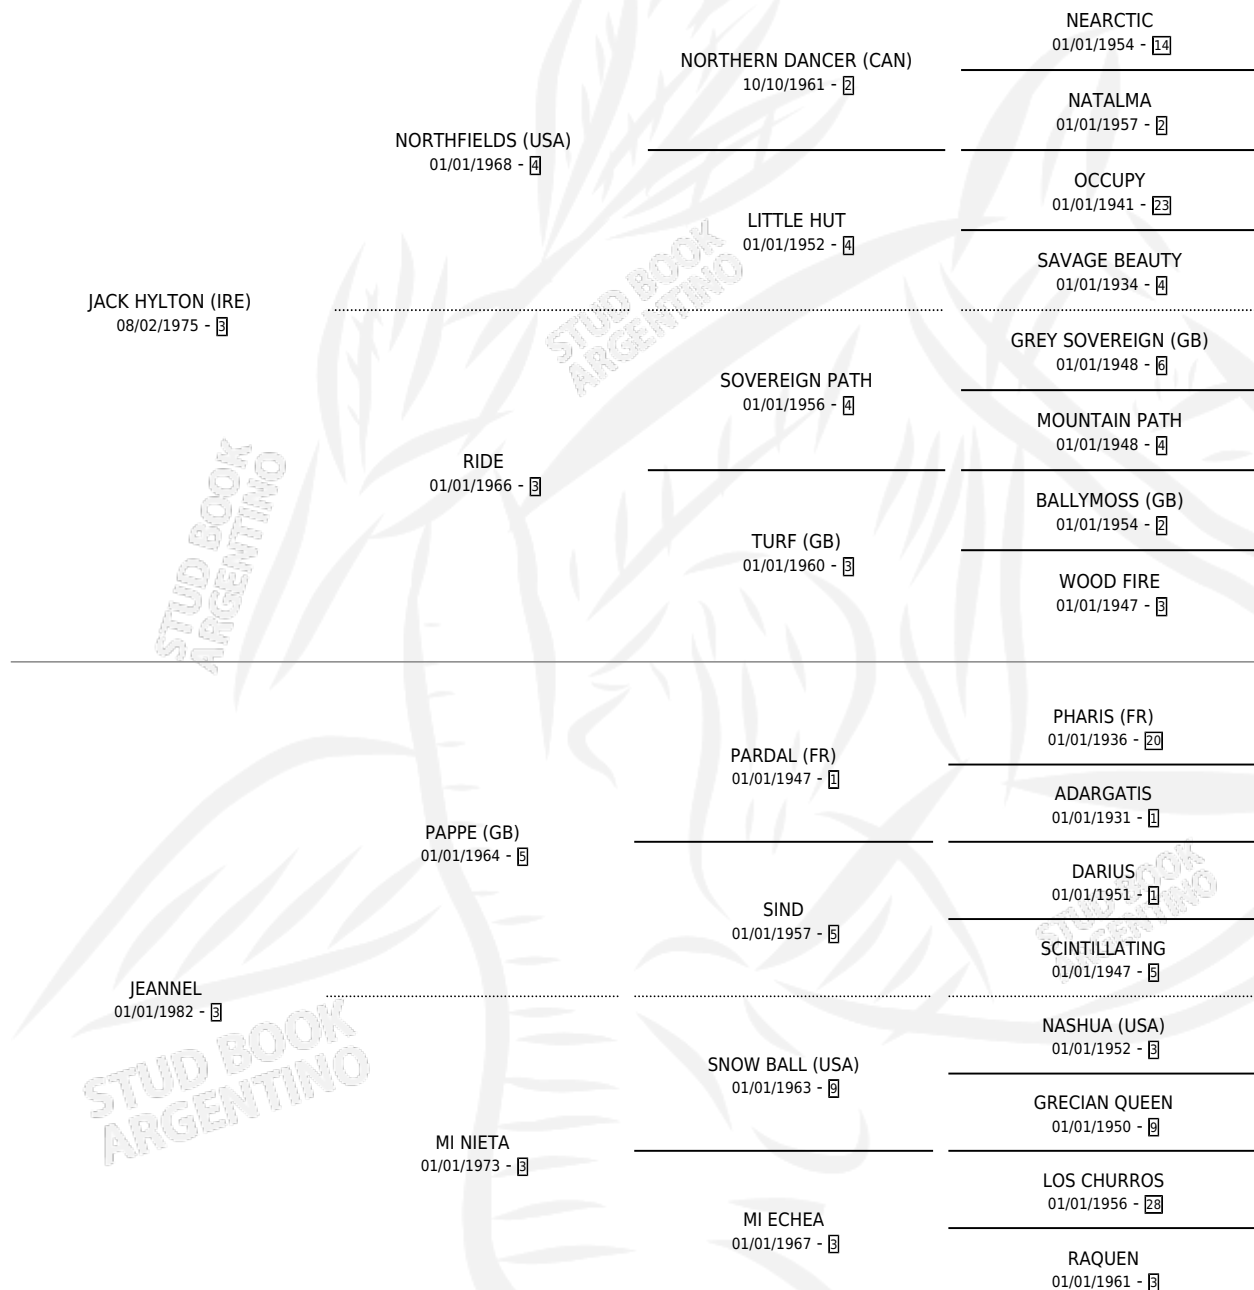 NEARCTIC
01/01/1954 - 14
NORTHERN DANCER (CAN)
10/10/1961 - 2
NATALMA
01/01/1957 - 2
NORTHFIELDS (USA)
01/01/1968 - 4
OCCUPY
01/01/1941 - 23
LITTLE HUT
01/01/1952 - 4
SAVAGE BEAUTY
01/01/1934 - 4
JACK HYLTON (IRE)
08/02/1975 - 3
GREY SOVEREIGN (GB)
01/01/1948 - 6
SOVEREIGN PATH
01/01/1956 - 4
MOUNTAIN PATH
01/01/1948 - 4
RIDE
01/01/1966 - 3
BALLYMOSS (GB)
01/01/1954 - 2
TURF (GB)
01/01/1960 - 3
WOOD FIRE
01/01/1947 - 3
PHARIS (FR)
01/01/1936 - 20
PARDAL (FR)
01/01/1947 - 1
ADARGATIS
01/01/1931 - 1
PAPPE (GB)
01/01/1964 - 5
DARIUS
01/01/1951 - 1
SIND
01/01/1957 - 5
SCINTILLATING
01/01/1947 - 5
JEANNEL
01/01/1982 - 3
NASHUA (USA)
01/01/1952 - 3
SNOW BALL (USA)
01/01/1963 - 9
GRECIAN QUEEN
01/01/1950 - 9
MI NIETA
01/01/1973 - 3
LOS CHURROS
01/01/1956 - 28
MI ECHEA
01/01/1967 - 3
RAQUEN
01/01/1961 - 3
STUD BOOK
ARGENTINO
STUD BOOK
ARGENTINO
STUD BOOK
ARGENTINO
STUD BOOK
ARGENTINO